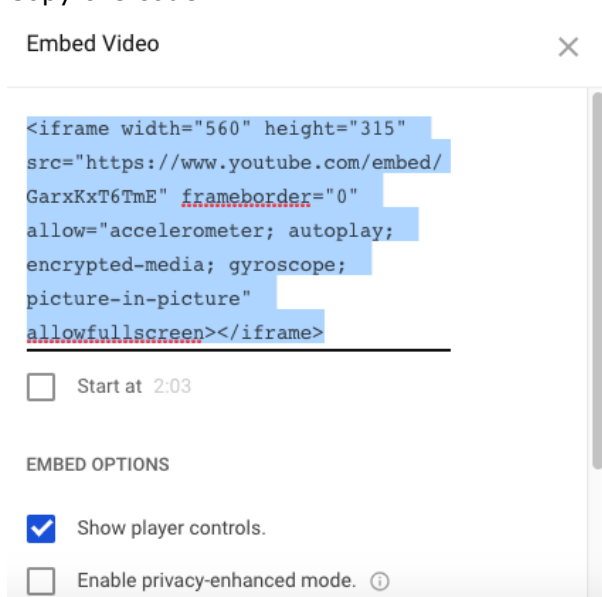 Embed Video
<iframe width="560" height="315"
src="https://www.youtube.com/embed/
GarxKxT6TmE" frameborder="0"
allow="accelerometer; autoplay;
encrypted-media; gyroscope;
picture-in-picture"
allowfullscreen></iframe>
Start at 2:03
EMBED OPTIONS
Show player controls.
Enable privacy-enhanced mode.